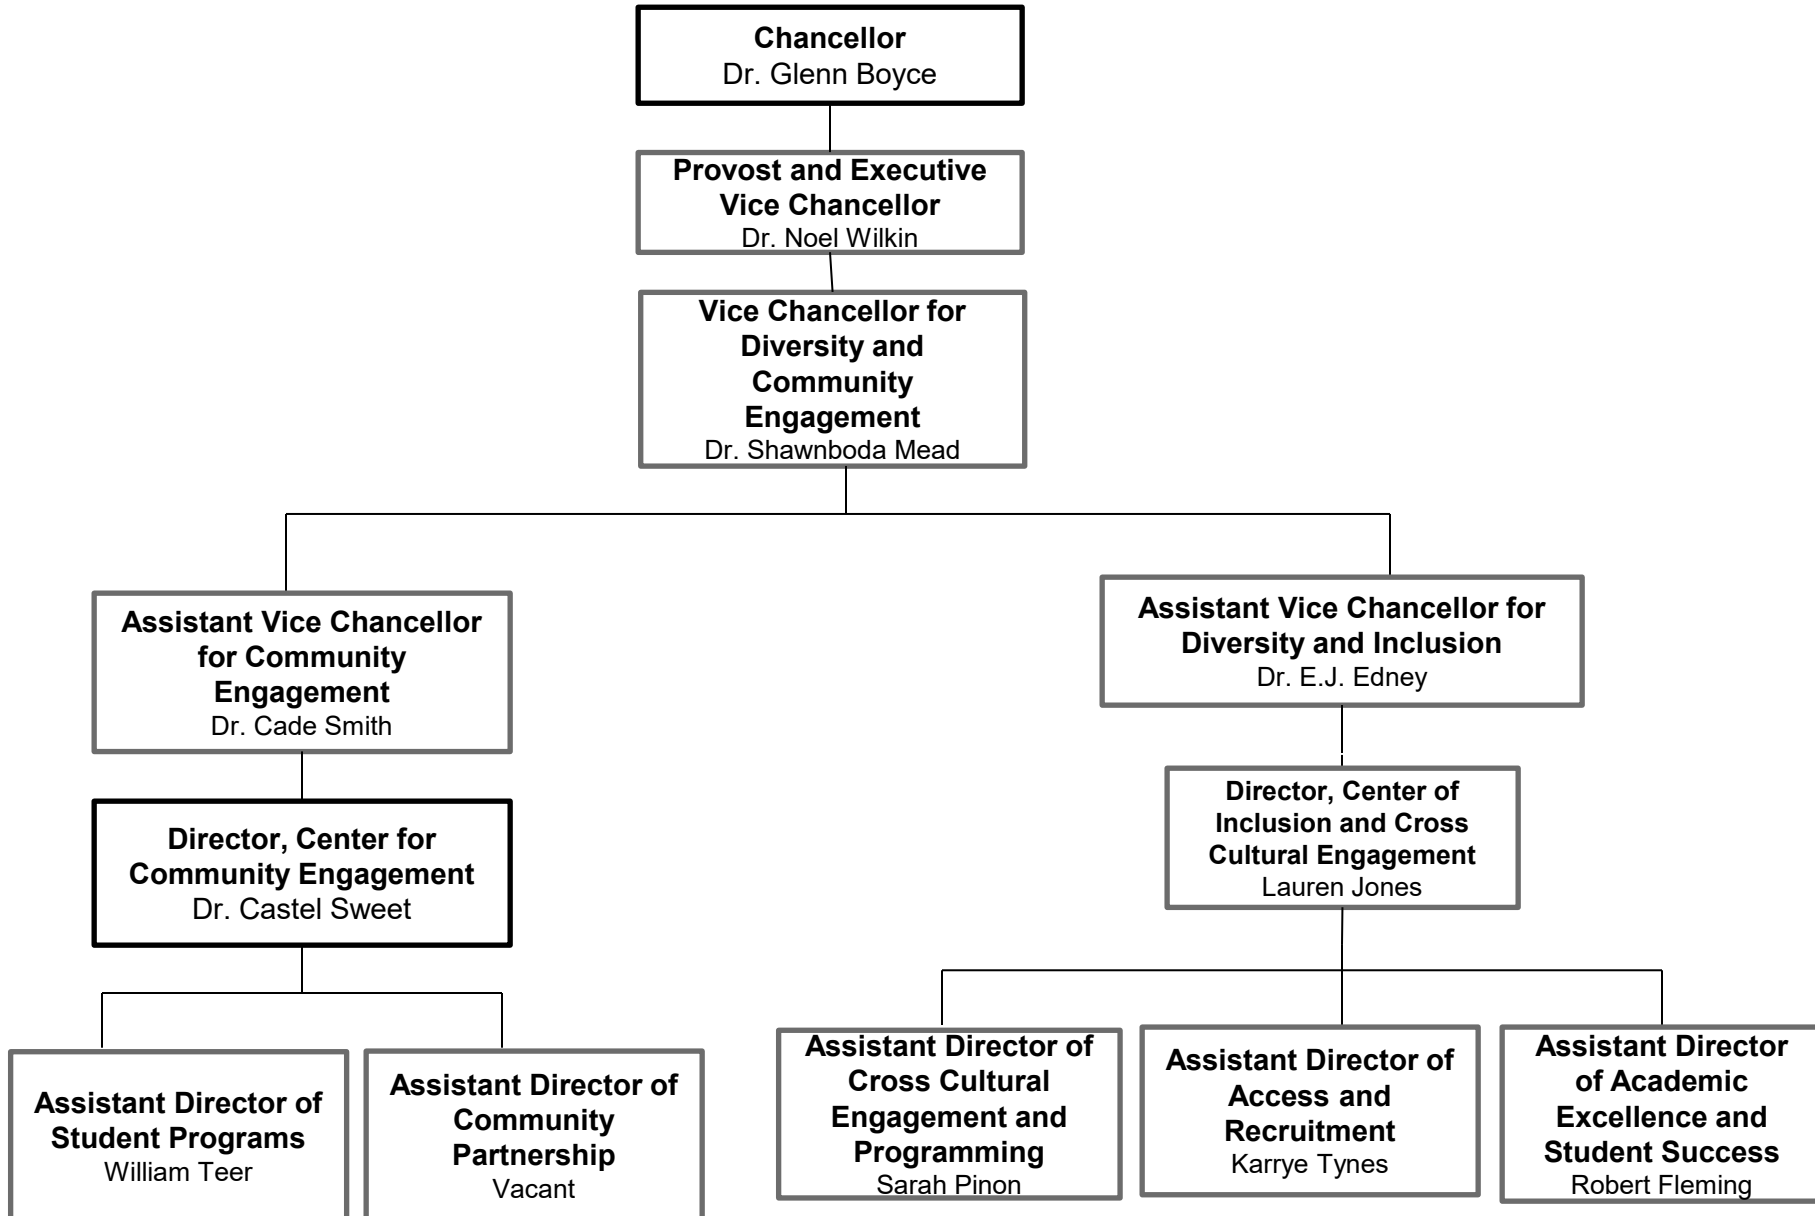 Chancellor
Dr. Glenn Boyce
Provost and Executive
Vice Chancellor
Dr. Noel Wilkin
Vice Chancellor for
Diversity and
Community
Engagement
Dr. Shawnboda Mead
Assistant Vice Chancellor
for Community
Engagement
Dr. Cade Smith
Assistant Vice Chancellor for
Diversity and Inclusion
Dr. E.J. Edney
Director, Center for
Community Engagement
Dr. Castel Sweet
Director, Center of
Inclusion and Cross
Cultural Engagement
Lauren Jones
Assistant Director of
Student Programs
William Teer
Assistant Director of
Community
Partnership
Vacant
Assistant Director of
Cross Cultural
Engagement and
Programming
Sarah Pinon
Assistant Director of
Access and
Recruitment
Karrye Tynes
Assistant Director
of Academic
Excellence and
Student Success
Robert Fleming